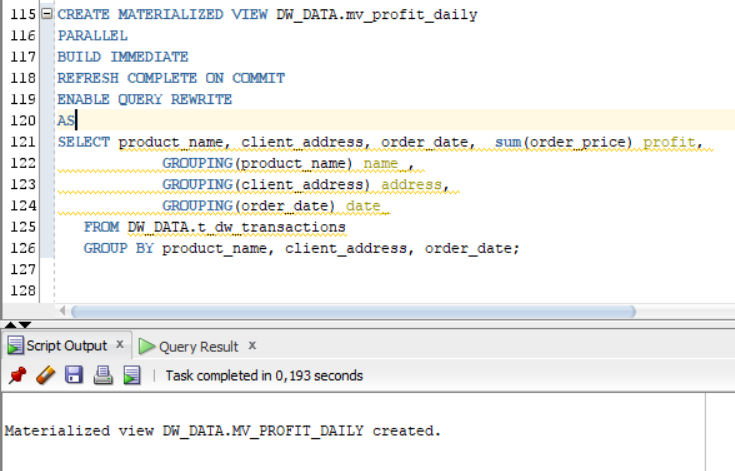 115 CREATE MATERIALIZED VIEW DW_DATA.mv_profit_daily
116 PARALLEL
117 BUILD IMMEDIATE
118 REFRESH COMPLETE ON COMMIT
119 ENABLE QUERY REWRITE
120 AS
121 SELECT product_name, client_address, order_date,  sum(order_price) profit,
122 GROUPING(product_name) name_,
123 GROUPING(client_address) address,
124 GROUPING(order_date) date_
125 FROM DW_DATA.t_dw_transactions
126 GROUP BY product_name, client_address, order_date;
127
128
Script Output x Query Result x
Task completed in 0,193 seconds
Materialized view DW_DATA.MV_PROFIT_DAILY created.